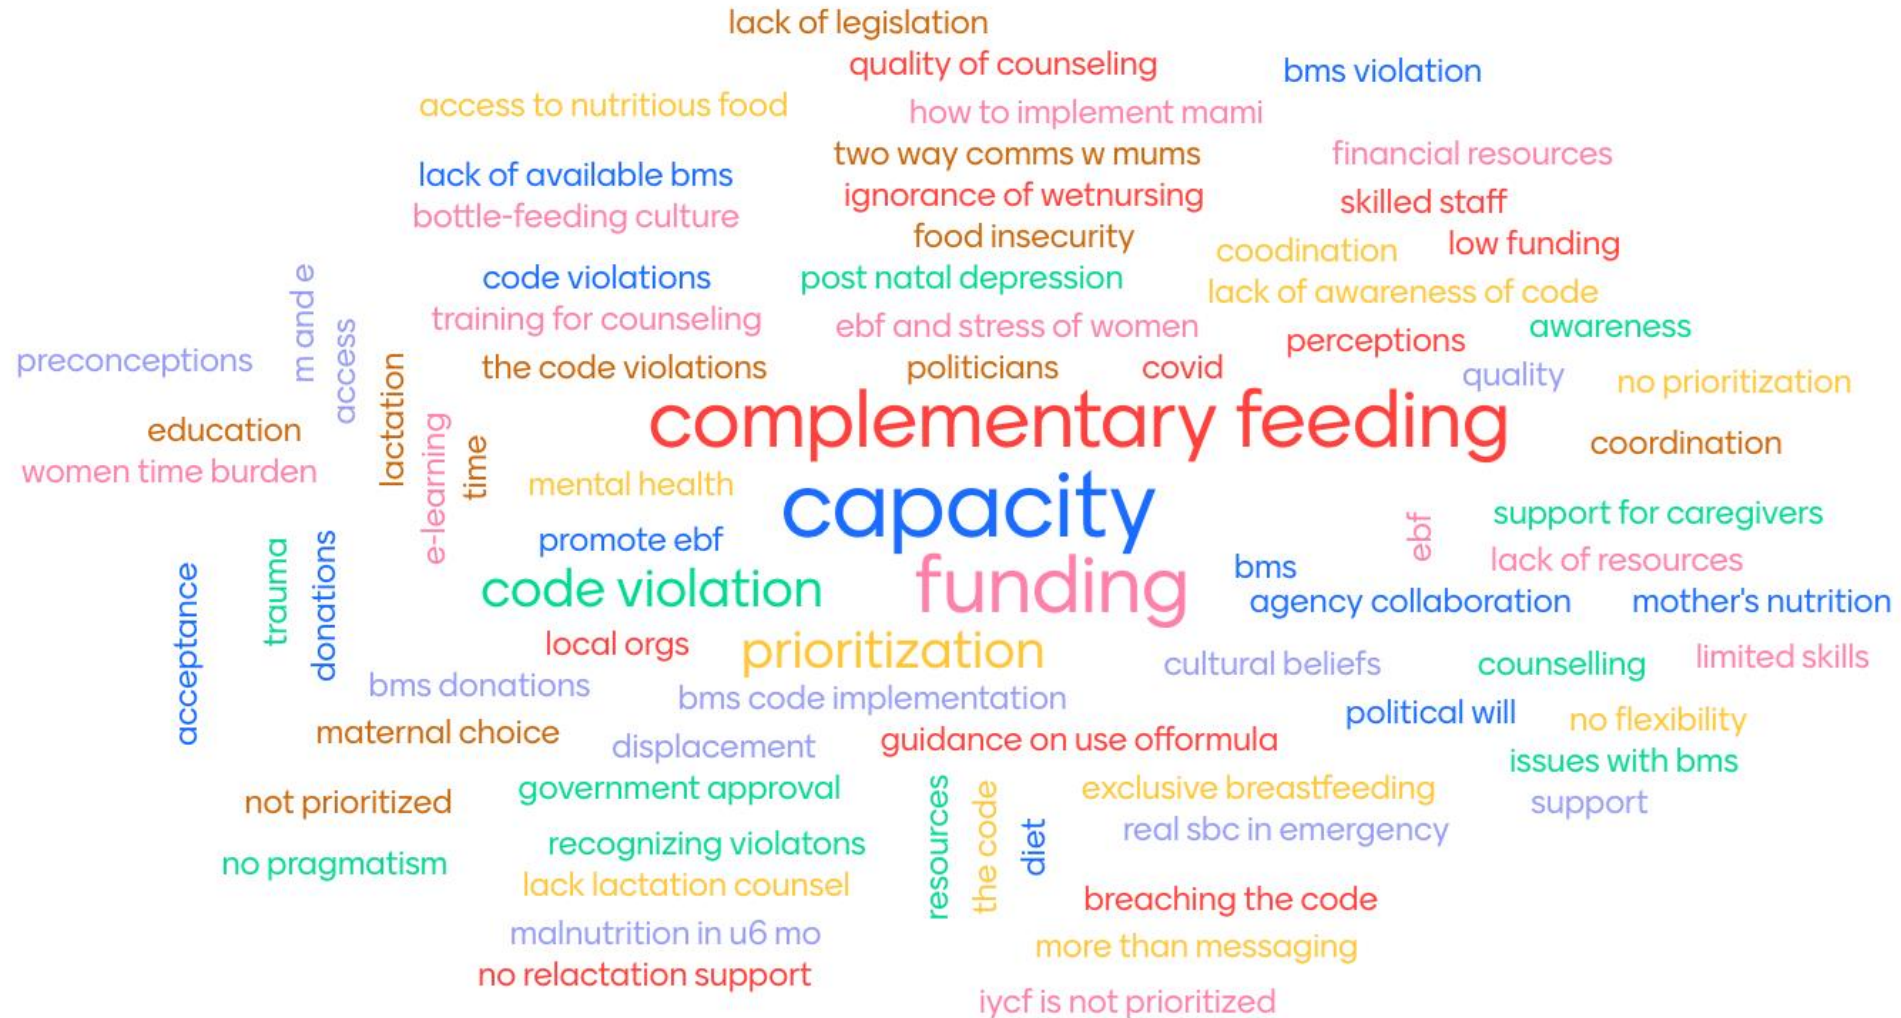 lack of legislation
quality of counseling
bms violation
access to nutritious food
how to implement mami
two way comms w mums
financial resources
lack of available bms
ignorance of wetnursing
skilled staff
bottle-feeding culture
food insecurity
coodination
low funding
code violations
post natal depression
lack of awareness of code
m and e
training for counseling
ebf and stress of women
perceptions
awareness
preconceptions
access
the code violations
politicians
covid
quality
no prioritization
lactation
complementary feeding
education
coordination
women time burden
e-learning
time
mental health
capacity
ebf
support for caregivers
promote ebf
lack of resources
trauma
donations
code violation
funding
bms
agency collaboration
mother's nutrition
acceptance
local orgs
prioritization
cultural beliefs
counselling
limited skills
bms donations
bms code implementation
political will
no flexibility
maternal choice
displacement
guidance on use offormula
issues with bms
not prioritized
government approval
resources
the code
diet
exclusive breastfeeding
support
real sbc in emergency
recognizing violatons
no pragmatism
lack lactation counsel
breaching the code
malnutrition in u6 mo
more than messaging
no relactation support
iycf is not prioritized